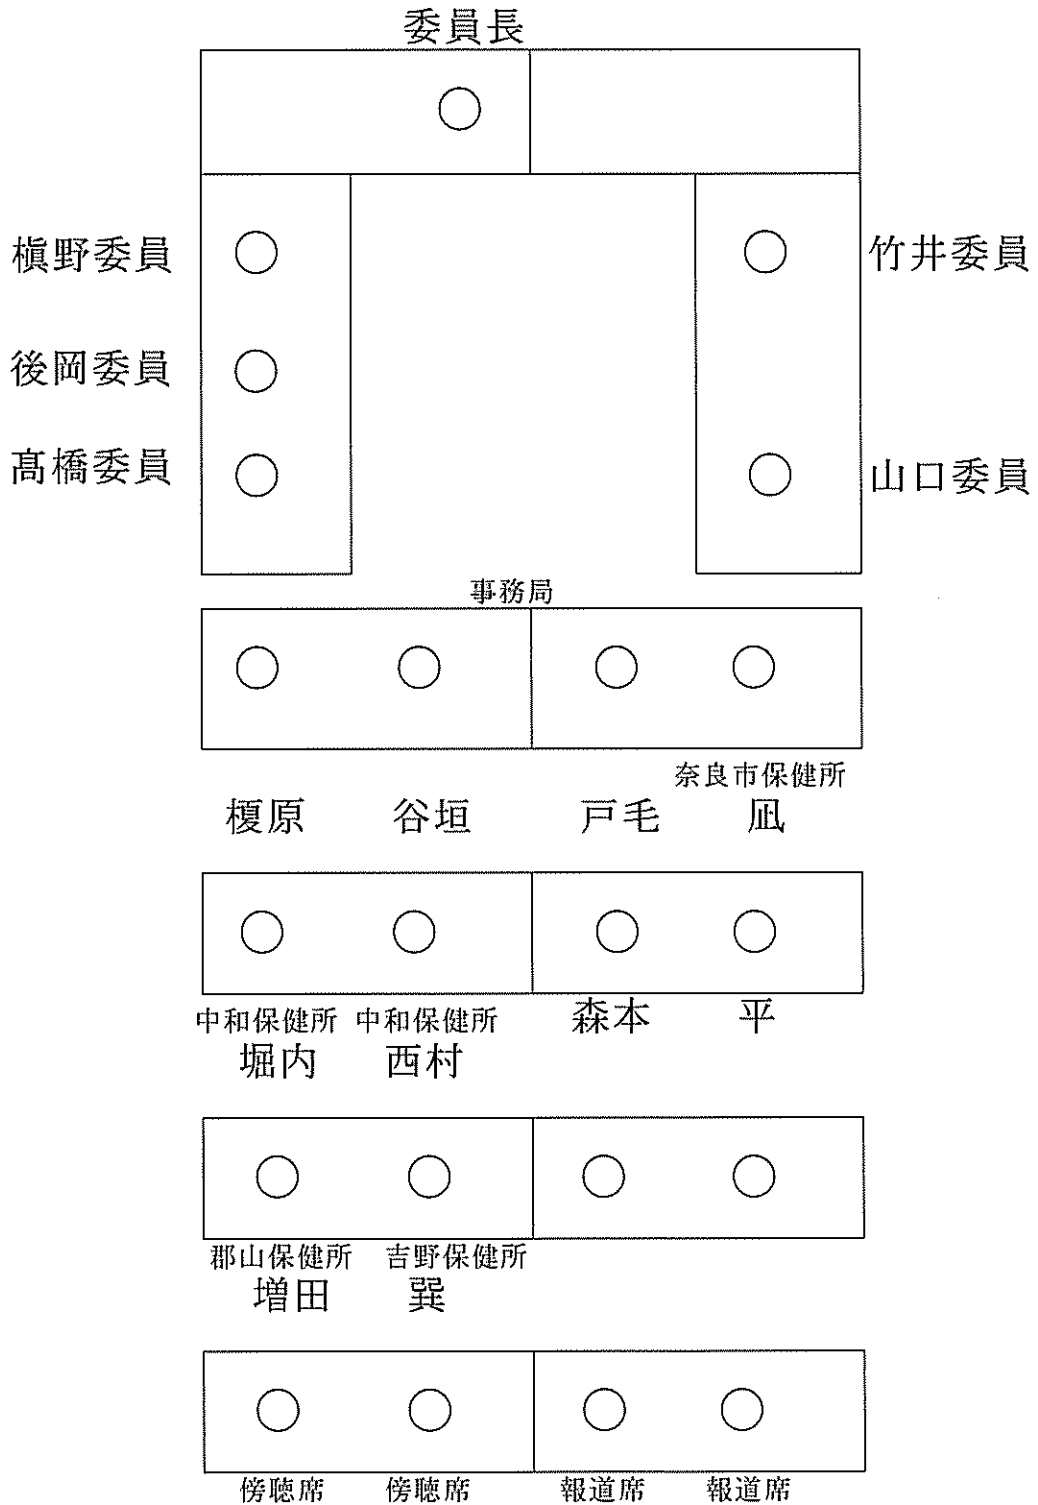 委員長
槇野委員
竹井委員
後岡委員
髙橋委員
山口委員
事務局
奈良市保健所
榎原 谷垣 戸毛 凪
森本 平
中和保健所 中和保健所
堀内 西村
郡山保健所 吉野保健所
増田 巽
傍聴席 傍聴席 報道席 報道席